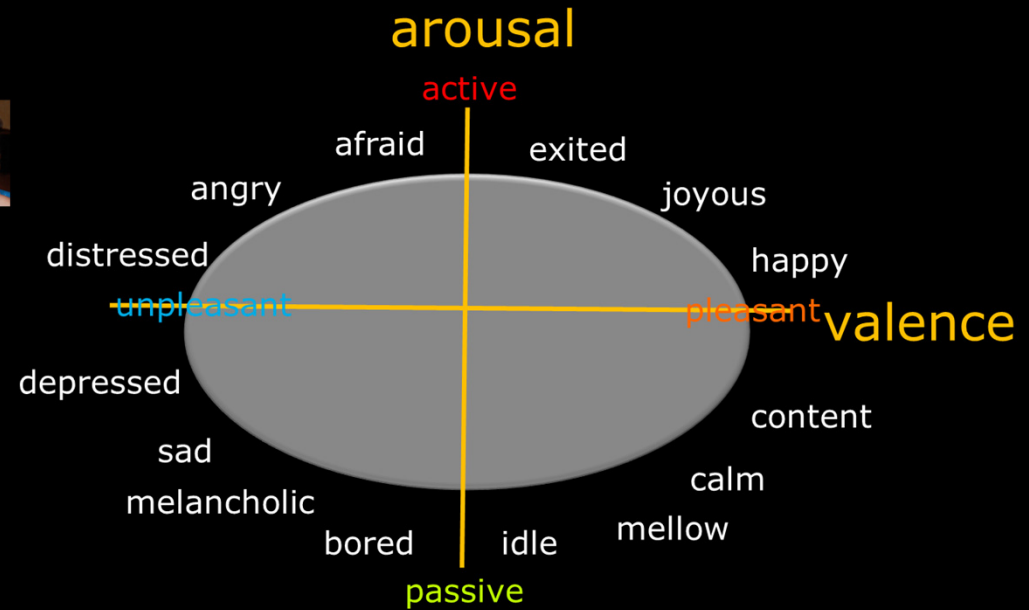 arousal
active
afraid
exited
angry
joyous
distressed
happy
unpleasant
pleasant
valence
depressed
content
sad
calm
melancholic
mellow
bored
idle
passive